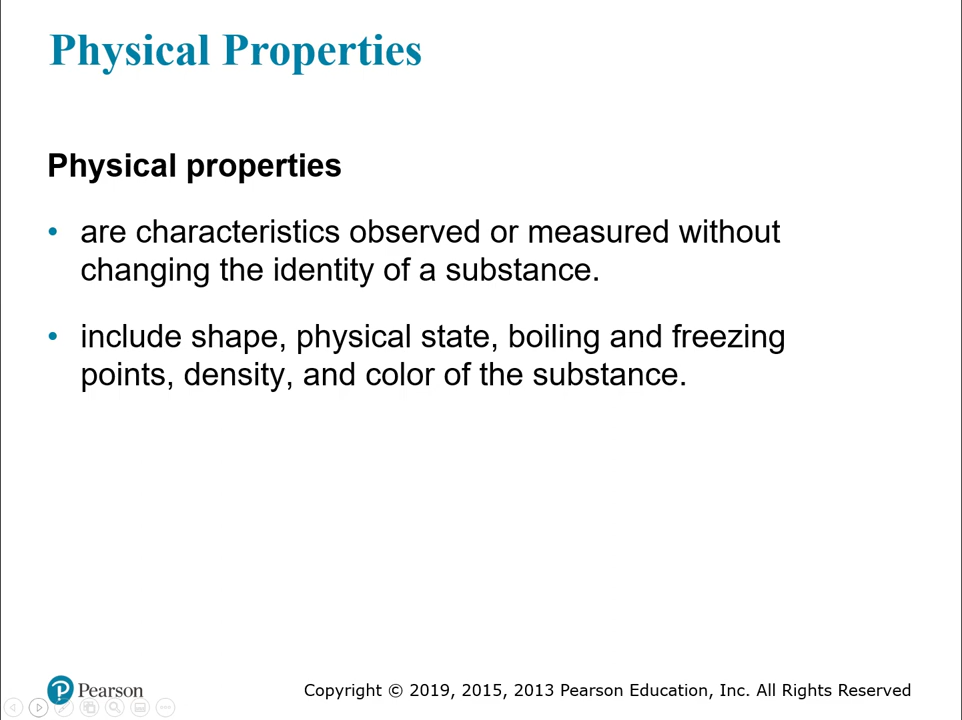 Physical Properties
Physical properties
• are characteristics observed or measured without
changing the identity of a substance.
• include shape, physical state, boiling and freezing
points, density, and color of the substance.
Pearson
Copyright © 2019, 2015, 2013 Pearson Education, Inc. All Rights Reserved